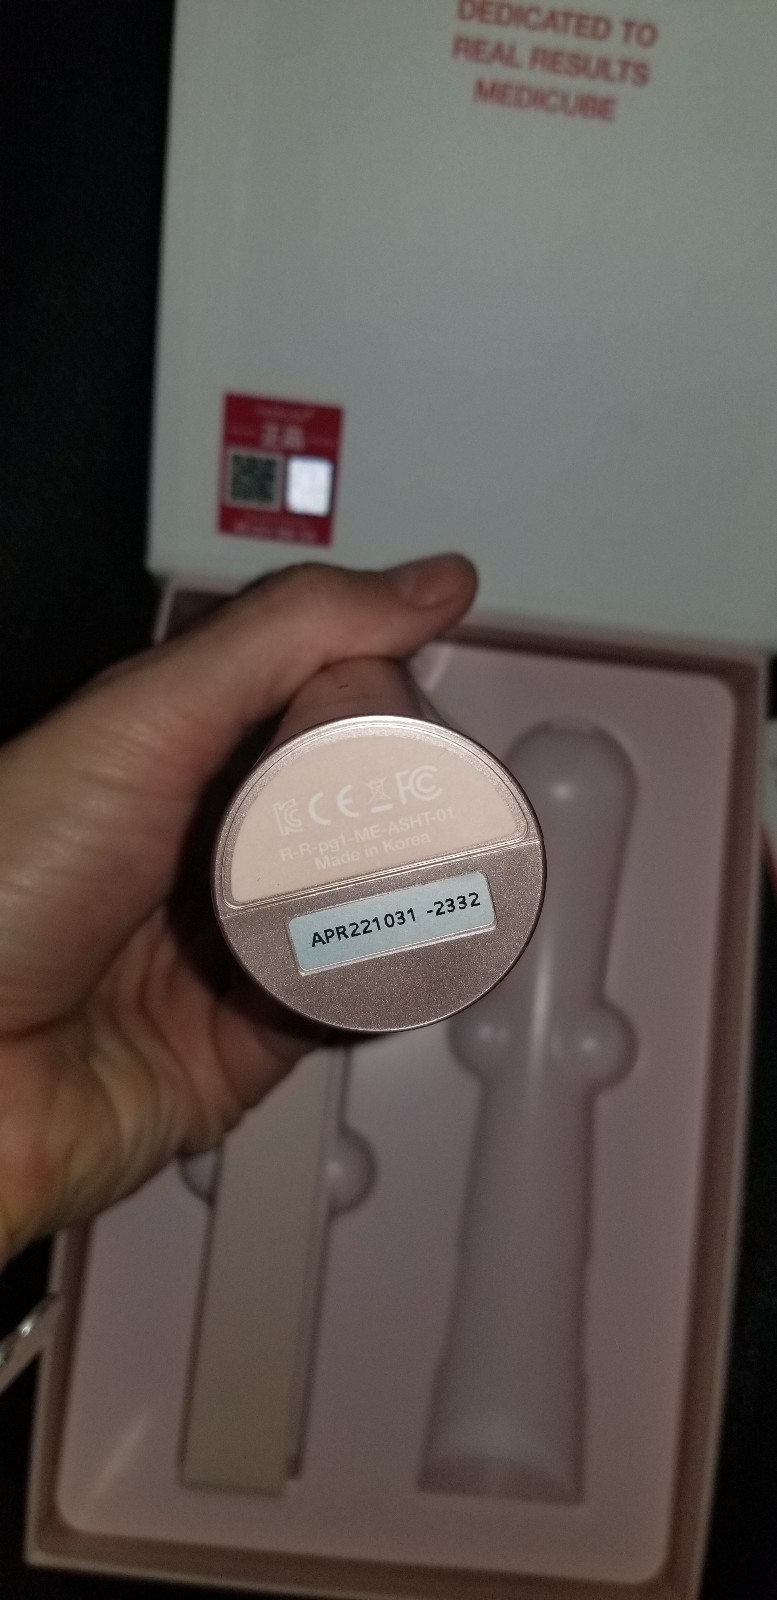 DEDICATED TO
REAL RESULTS
MEDICUBE
CE FC
R-R-pg1-ME-ASHT-01
Made in Korea
APR221031 -2332